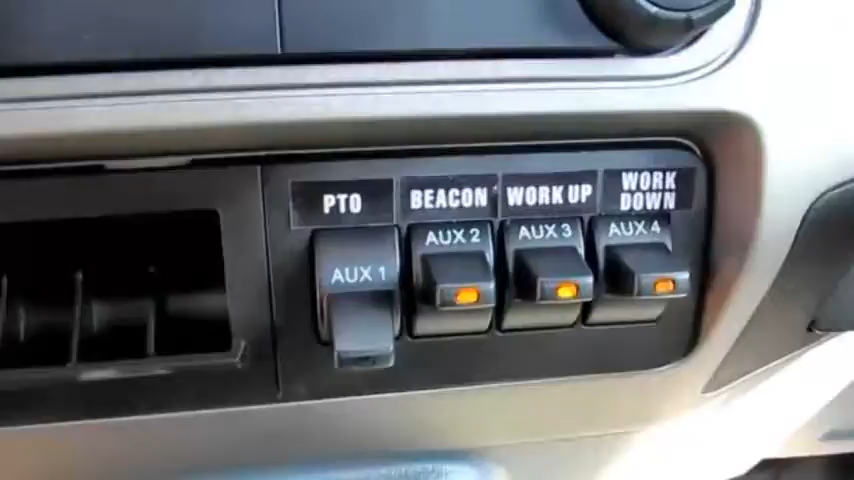 PTO
BEACON
WORK UP
WORK
DOWN
AUX 1
AUX 2
AUX 3
AUX 4